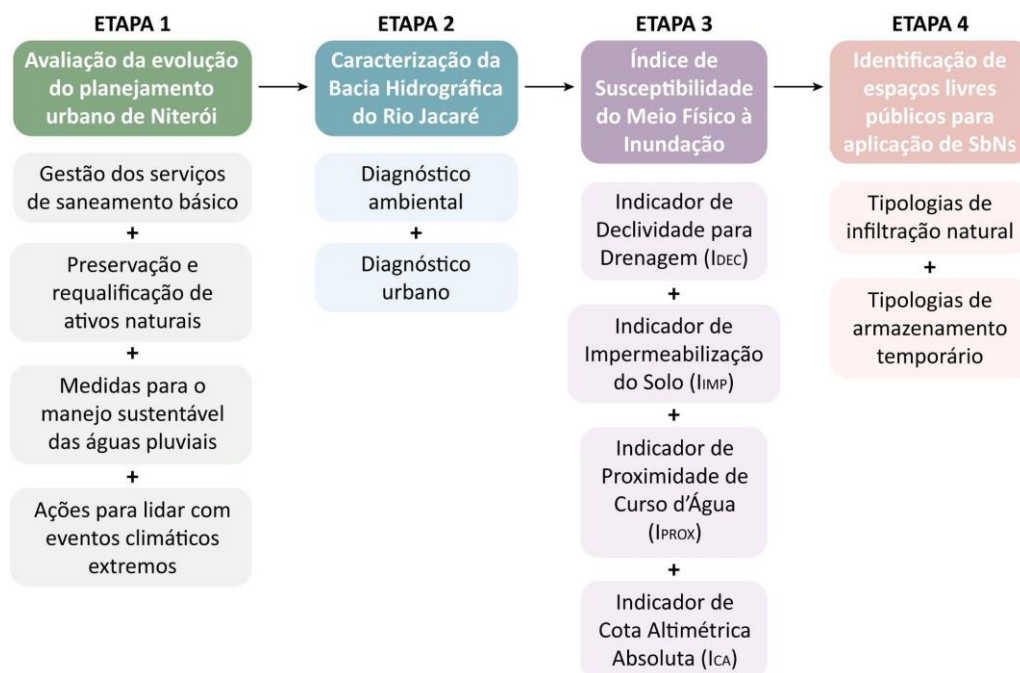 ETAPA 1
Avaliação da evolução
do planejamento
urbano de Niterói
Gestão dos serviços
de saneamento básico
+
Preservação e
requalificação de
ativos naturais
+
Medidas para o
manejo sustentável
das águas pluviais
+
Ações para lidar com
eventos climáticos
extremos
ETAPA 2
Caracterização da
Bacia Hidrográfica
do Rio Jacaré
Diagnóstico
ambiental
+
Diagnóstico
urbano
ETAPA 3
Índice de
Susceptibilidade
do Meio Físico à
Inundação
Indicador de
Declividade para
Drenagem (IDEC)
+
Indicador de
Impermeabilização
do Solo (IIMP)
+
Indicador de
Proximidade de
Curso d’Água
(IPROX)
+
Indicador de
Cota Altimétrica
Absoluta (ICA)
ETAPA 4
Identificação de
espaços livres
públicos para
aplicação de SbNs
Tipologias de
infiltração natural
+
Tipologias de
armazenamento
temporário